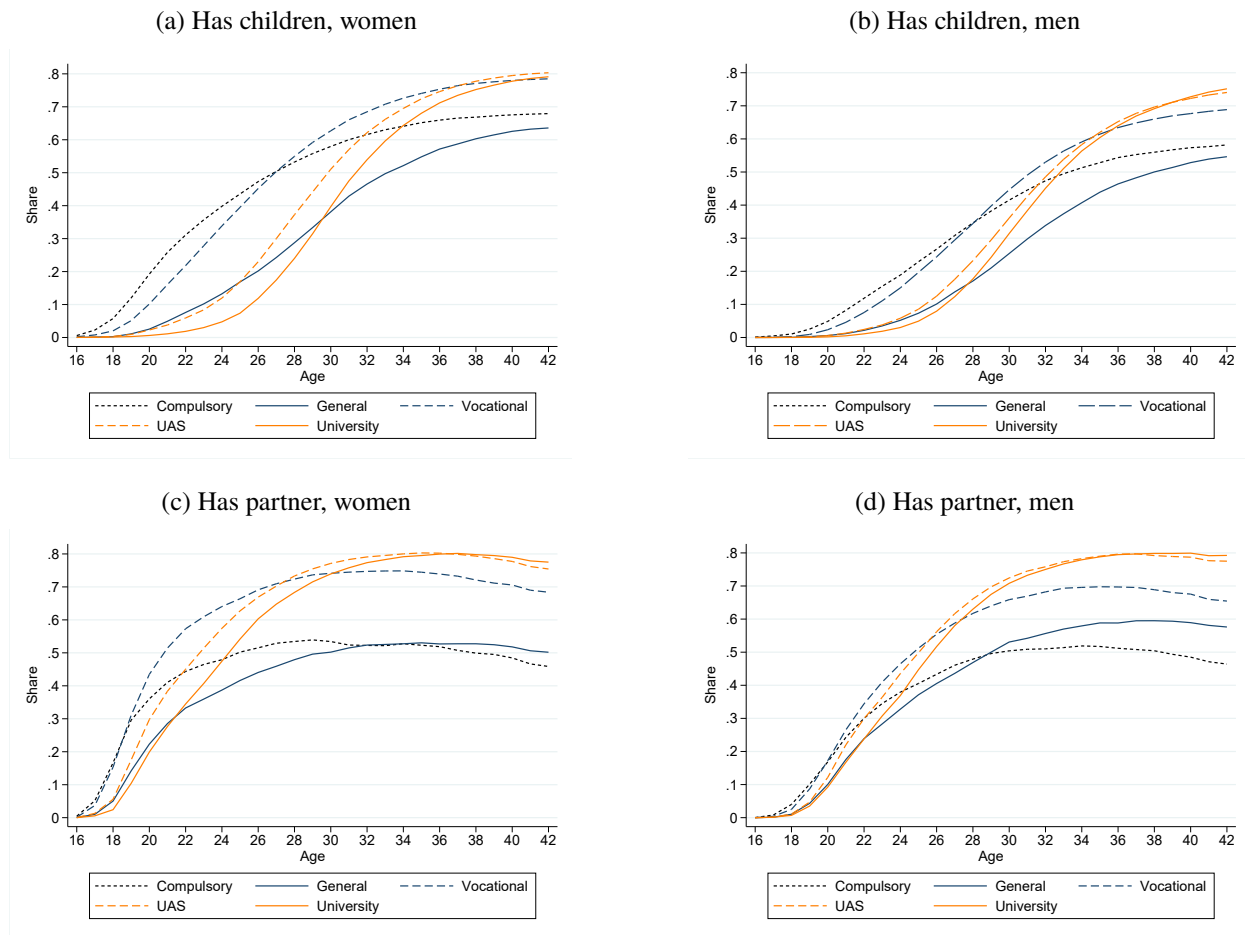 (a) Has children, women
.8
.7
.6
.5
.4
.3
.2
.1
0
Share
16 18 20 22 24 26 28 30 32 34 36 38 40 42
Age
Compulsory General Vocational
UAS University
(b) Has children, men
.8
.7
.6
.5
.4
.3
.2
.1
0
Share
16 18 20 22 24 26 28 30 32 34 36 38 40 42
Age
Compulsory General Vocational
UAS University
(c) Has partner, women
.8
.7
.6
.5
.4
.3
.2
.1
0
Share
16 18 20 22 24 26 28 30 32 34 36 38 40 42
Age
Compulsory General Vocational
UAS University
(d) Has partner, men
.8
.7
.6
.5
.4
.3
.2
.1
0
Share
16 18 20 22 24 26 28 30 32 34 36 38 40 42
Age
Compulsory General Vocational
UAS University